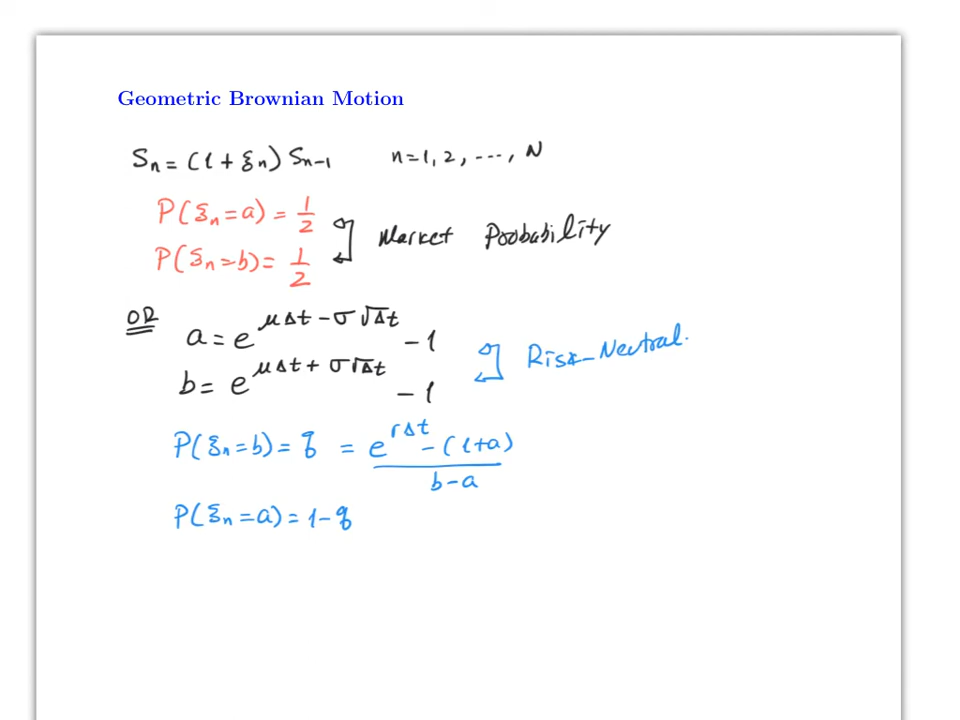 Geometric Brownian Motion
Sₙ = (1 + ξₙ) Sₙ₋₁   n = 1, 2, ..., N
P(ξₙ = a) = 1/2
Market Probability
P(ξₙ = b) = 1/2
OR
a = e^(μΔt − σ√Δt) − 1
Risk-Neutral.
b = e^(μΔt + σ√Δt) − 1
P(ξₙ = b) = q = (e^(rΔt) − (1+a)) / (b − a)
P(ξₙ = a) = 1 − q